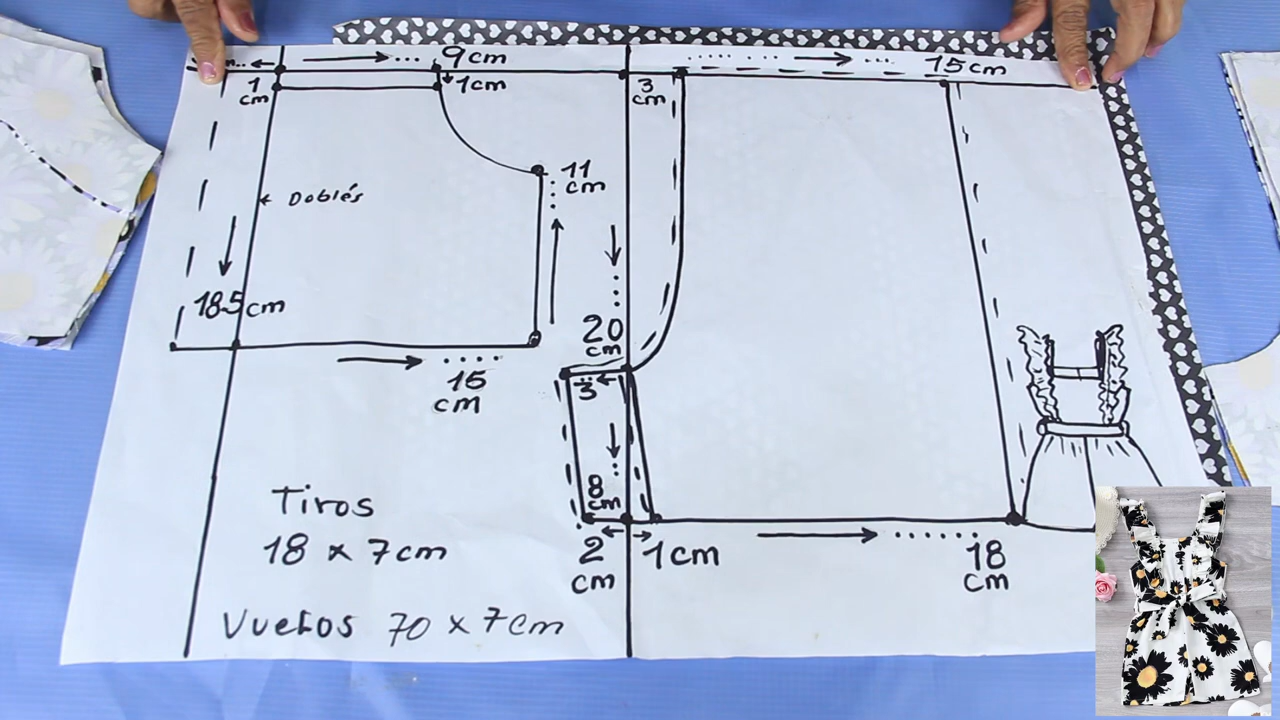 9cm
1 cm
1cm
3 cm
15cm
11 cm
Doblés
18.5cm
20 cm
15 cm
3
8 cm
2 cm
1cm
18 cm
Tiros
18 x 7cm
Vuelos 70 x 7cm